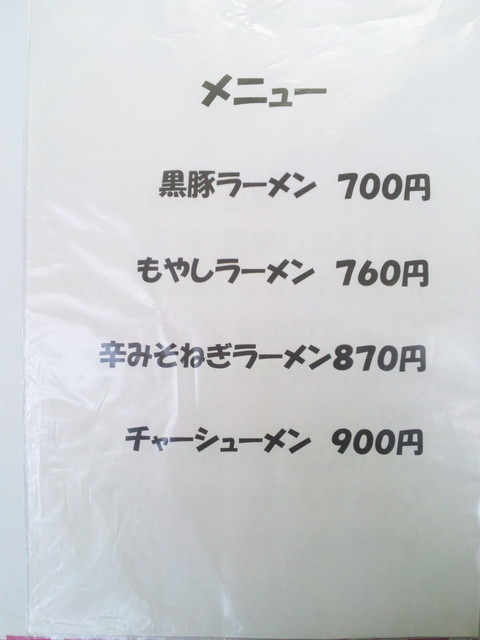 メニュー
黒豚ラーメン 700円
もやしラーメン 760円
辛みそねぎラーメン870円
チャーシューメン 900円